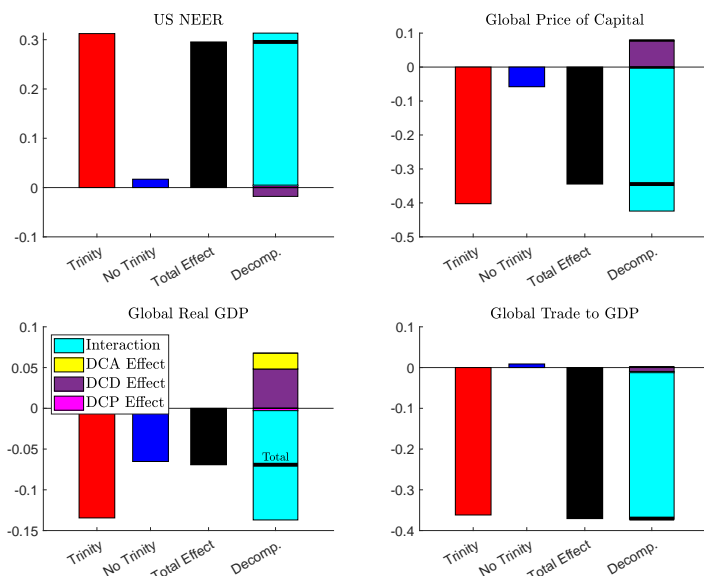 US NEER
0.3
0.2
0.1
0
-0.1
Trinity
No Trinity
Total Effect
Decomp.
Global Price of Capital
0.1
0
-0.1
-0.2
-0.3
-0.4
-0.5
Trinity
No Trinity
Total Effect
Decomp.
Global Real GDP
0.1
0.05
0
-0.05
-0.1
-0.15
Interaction
DCA Effect
DCD Effect
DCP Effect
Total
Trinity
No Trinity
Total Effect
Decomp.
Global Trade to GDP
0.1
0
-0.1
-0.2
-0.3
-0.4
Trinity
No Trinity
Total Effect
Decomp.